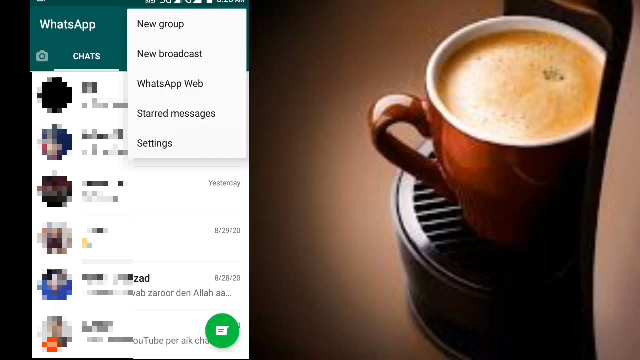 WhatsApp
New group
New broadcast
CHATS
WhatsApp Web
Starred messages
Settings
Yesterday
8/29/20
zad
8/28/20
vab zaroor den Allah aa...
ouTube per aik cha